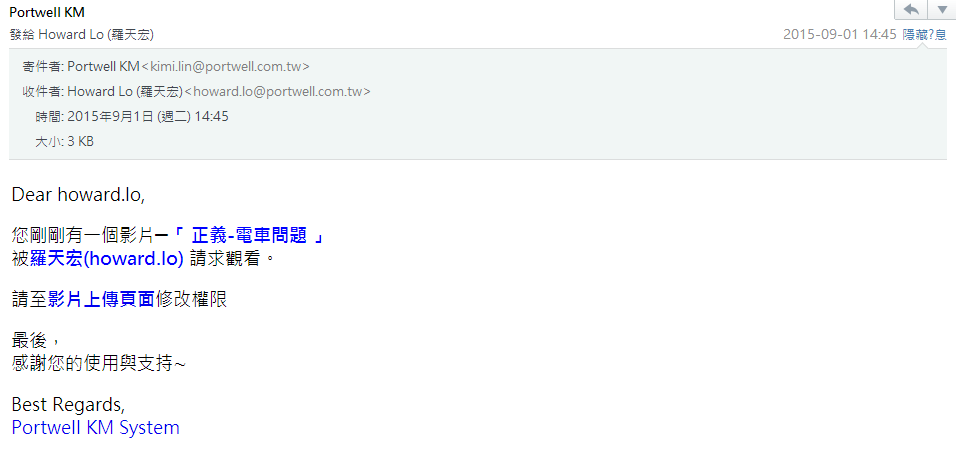 Portwell KM
發給 Howard Lo (羅天宏)
2015-09-01 14:45 隱藏?息
寄件者: Portwell KM<kimi.lin@portwell.com.tw>
收件者: Howard Lo (羅天宏)<howard.lo@portwell.com.tw>
時間: 2015年9月1日 (週二) 14:45
大小: 3 KB
Dear howard.lo,
您剛剛有一個影片─「 正義-電車問題 」
被羅天宏(howard.lo) 請求觀看。
請至影片上傳頁面修改權限
最後，
感謝您的使用與支持~
Best Regards,
Portwell KM System